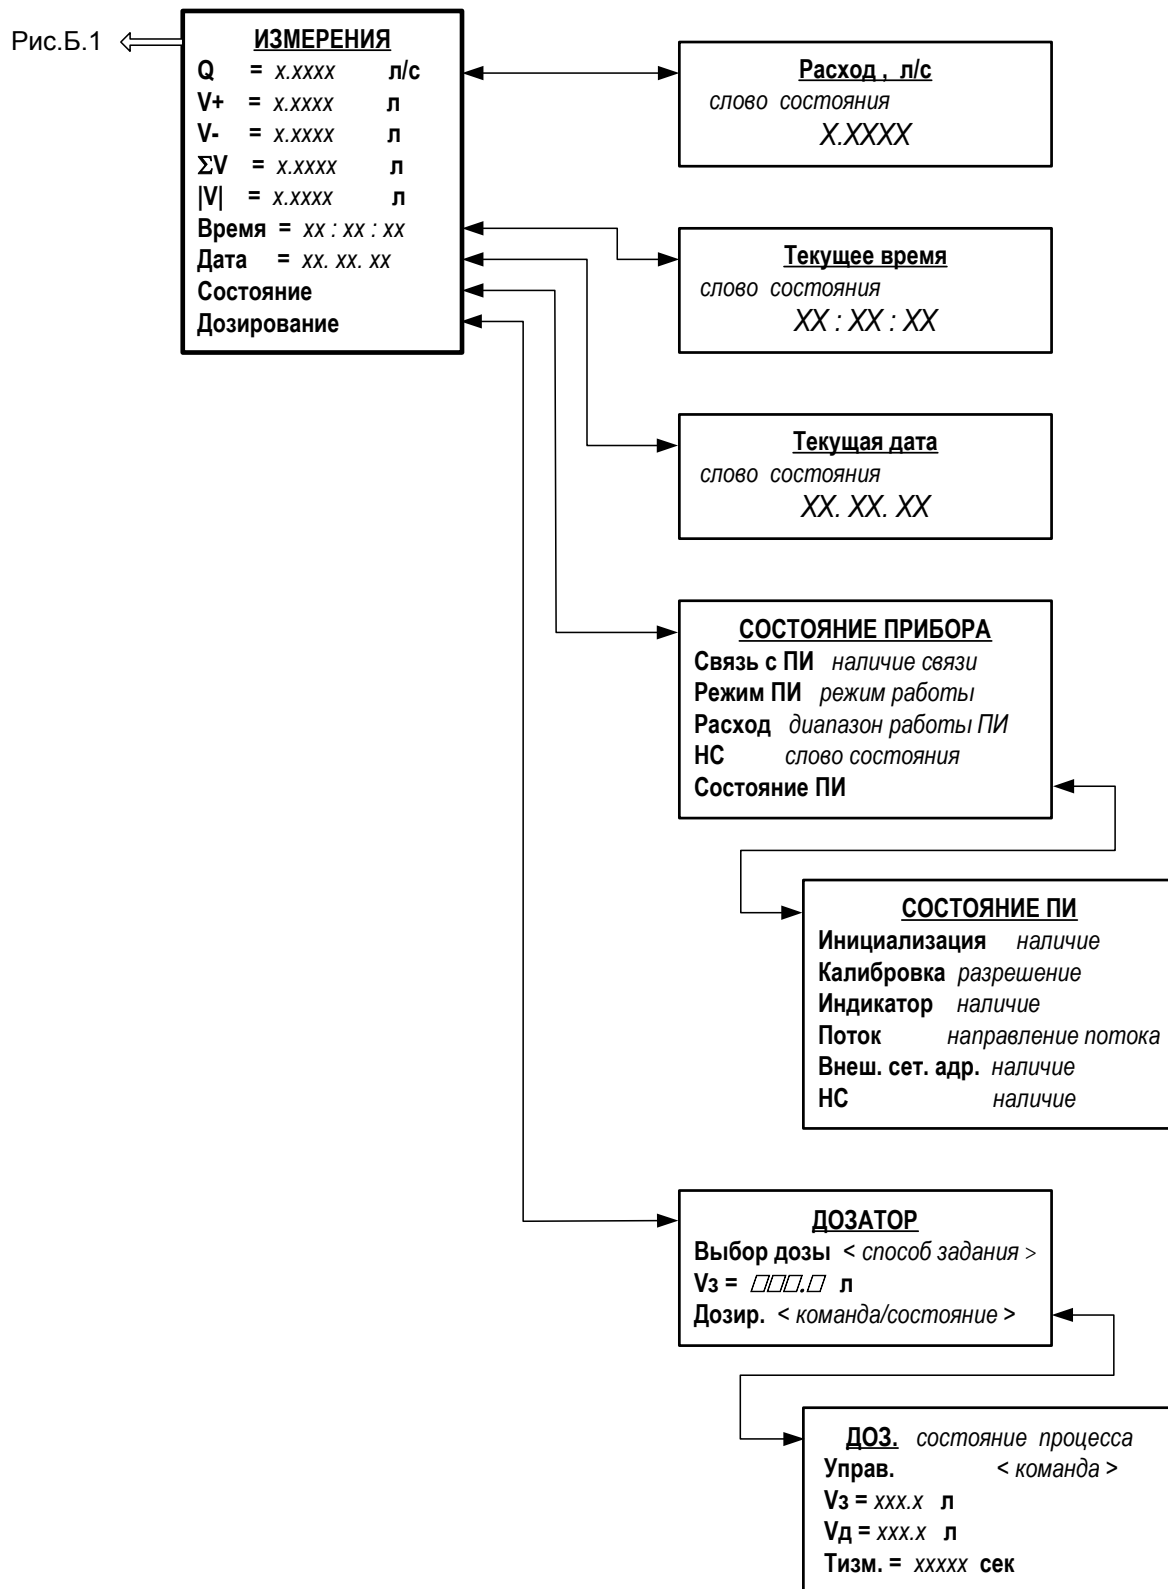 Рис.Б.1
ИЗМЕРЕНИЯ
Q = x.xxxx л/с
V+ = x.xxxx л
V- = x.xxxx л
ΣV = x.xxxx л
|V| = x.xxxx л
Время = xx : xx : xx
Дата = xx. xx. xx
Состояние
Дозирование
Расход , л/с
слово состояния
X.XXXX
Текущее время
слово состояния
XX : XX : XX
Текущая дата
слово состояния
XX. XX. XX
СОСТОЯНИЕ ПРИБОРА
Связь с ПИ наличие связи
Режим ПИ режим работы
Расход диапазон работы ПИ
НС слово состояния
Состояние ПИ
СОСТОЯНИЕ ПИ
Инициализация наличие
Калибровка разрешение
Индикатор наличие
Поток направление потока
Внеш. сет. адр. наличие
НС наличие
ДОЗАТОР
Выбор дозы < способ задания >
Vз = ▯▯▯.▯ л
Дозир. < команда/состояние >
ДОЗ. состояние процесса
Управ. < команда >
Vз = xxx.x л
Vд = xxx.x л
Тизм. = xxxxx сек